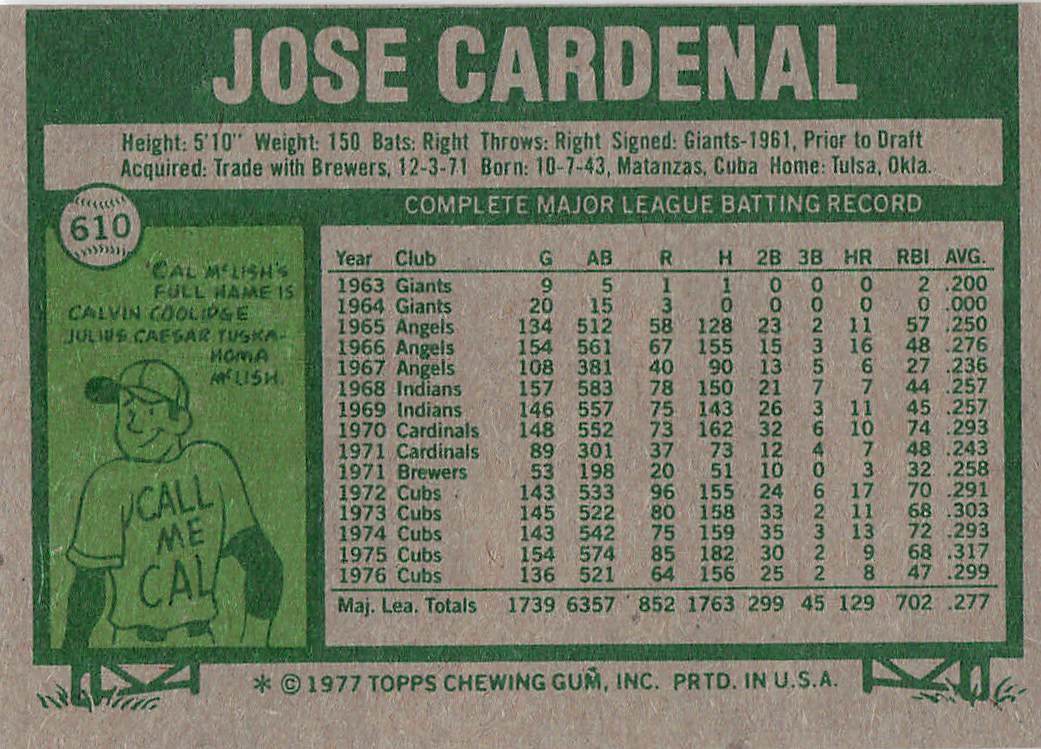 JOSE CARDENAL
Height: 5'10" Weight: 150 Bats: Right Throws: Right Signed: Giants-1961, Prior to Draft
Acquired: Trade with Brewers, 12-3-71 Born: 10-7-43, Matanzas, Cuba Home: Tulsa, Okla.
610
"CAL McLISH'S
FULL NAME IS
CALVIN COOLIDGE
JULIUS CAESAR TUSKA-
HOMA
McLISH.
CALL
ME
CAL
COMPLETE MAJOR LEAGUE BATTING RECORD
Year Club G AB R H 2B 3B HR RBI AVG.
1963 Giants 9 5 1 1 0 0 0 2 .200
1964 Giants 20 15 3 0 0 0 0 0 .000
1965 Angels 134 512 58 128 23 2 11 57 .250
1966 Angels 154 561 67 155 15 3 16 48 .276
1967 Angels 108 381 40 90 13 5 6 27 .236
1968 Indians 157 583 78 150 21 7 7 44 .257
1969 Indians 146 557 75 143 26 3 11 45 .257
1970 Cardinals 148 552 73 162 32 6 10 74 .293
1971 Cardinals 89 301 37 73 12 4 7 48 .243
1971 Brewers 53 198 20 51 10 0 3 32 .258
1972 Cubs 143 533 96 155 24 6 17 70 .291
1973 Cubs 145 522 80 158 33 2 11 68 .303
1974 Cubs 143 542 75 159 35 3 13 72 .293
1975 Cubs 154 574 85 182 30 2 9 68 .317
1976 Cubs 136 521 64 156 25 2 8 47 .299
Maj. Lea. Totals 1739 6357 852 1763 299 45 129 702 .277
* © 1977 TOPPS CHEWING GUM, INC. PRTD. IN U.S.A.